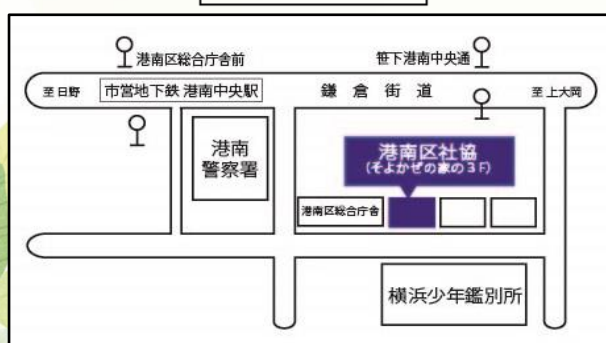 港南区総合庁舎前
笹下港南中央通
至日野
市営地下鉄 港南中央駅
鎌倉街道
至上大岡
港南
警察署
港南区社協
(そよかぜの家の3F)
港南区総合庁舎
横浜少年鑑別所